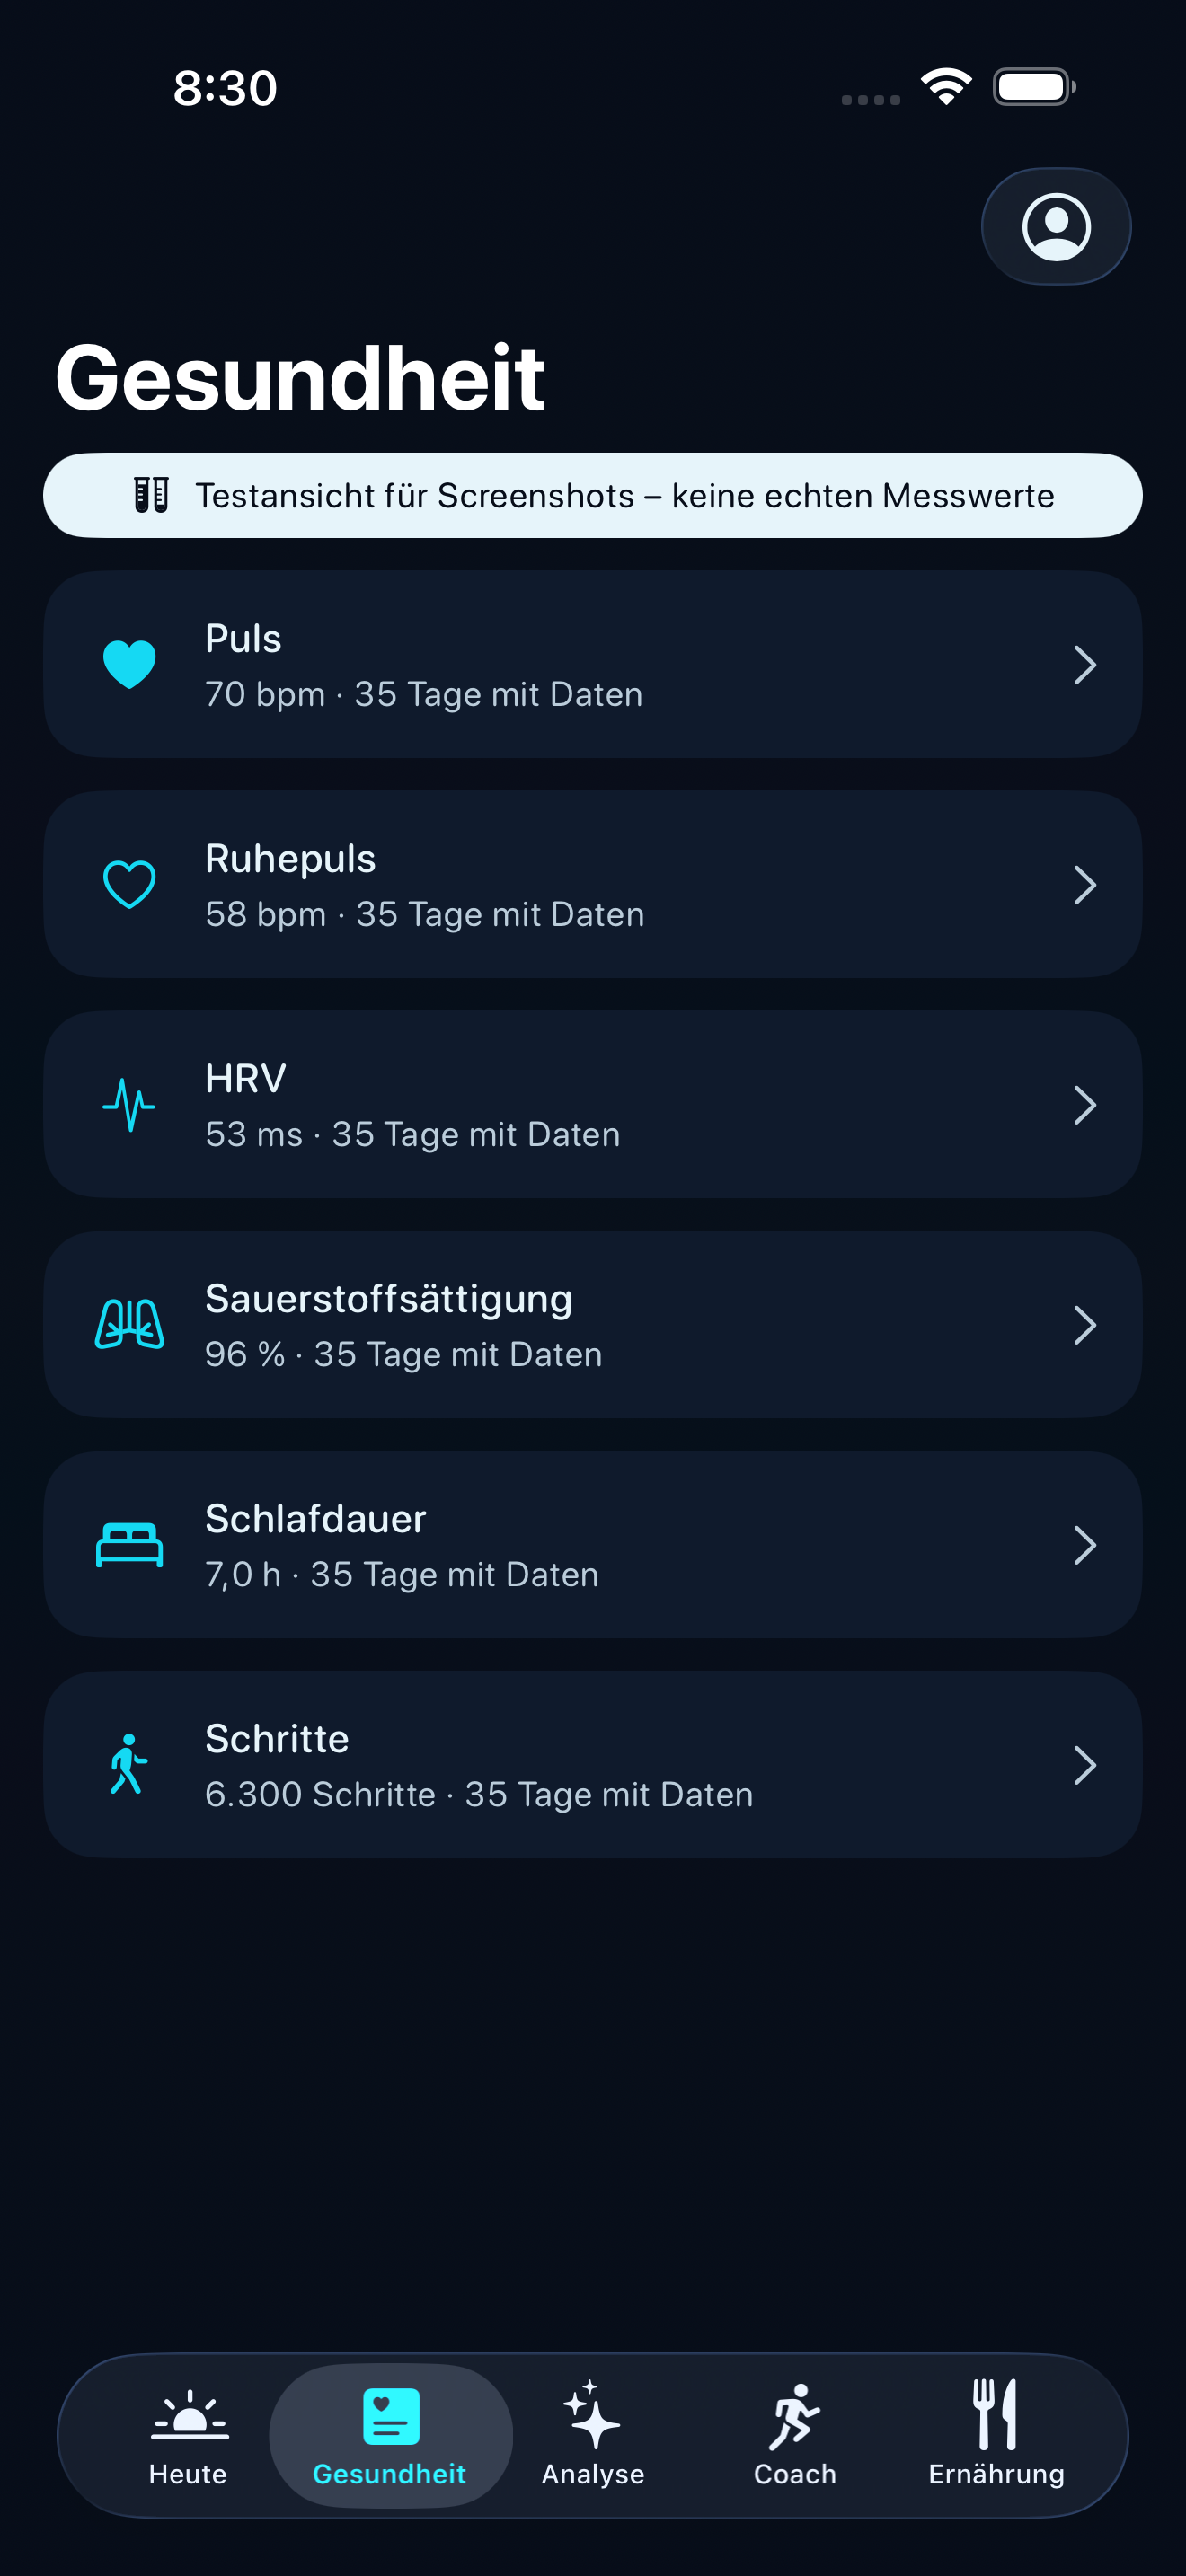 8:30
Gesundheit
Testansicht für Screenshots – keine echten Messwerte
Puls
70 bpm · 35 Tage mit Daten
Ruhepuls
58 bpm · 35 Tage mit Daten
HRV
53 ms · 35 Tage mit Daten
Sauerstoffsättigung
96 % · 35 Tage mit Daten
Schlafdauer
7,0 h · 35 Tage mit Daten
Schritte
6.300 Schritte · 35 Tage mit Daten
Heute Gesundheit Analyse Coach Ernährung